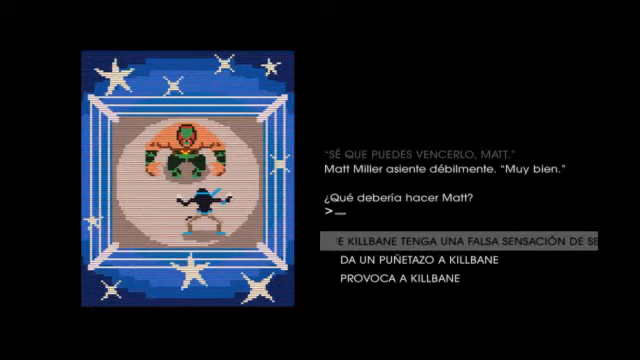 “SÉ QUE PUEDES VENCERLO, MATT.”
Matt Miller asiente débilmente. “Muy bien.”
¿Qué debería hacer Matt?
>__
E KILLBANE TENGA UNA FALSA SENSACIÓN DE SE
DA UN PUÑETAZO A KILLBANE
PROVOCA A KILLBANE